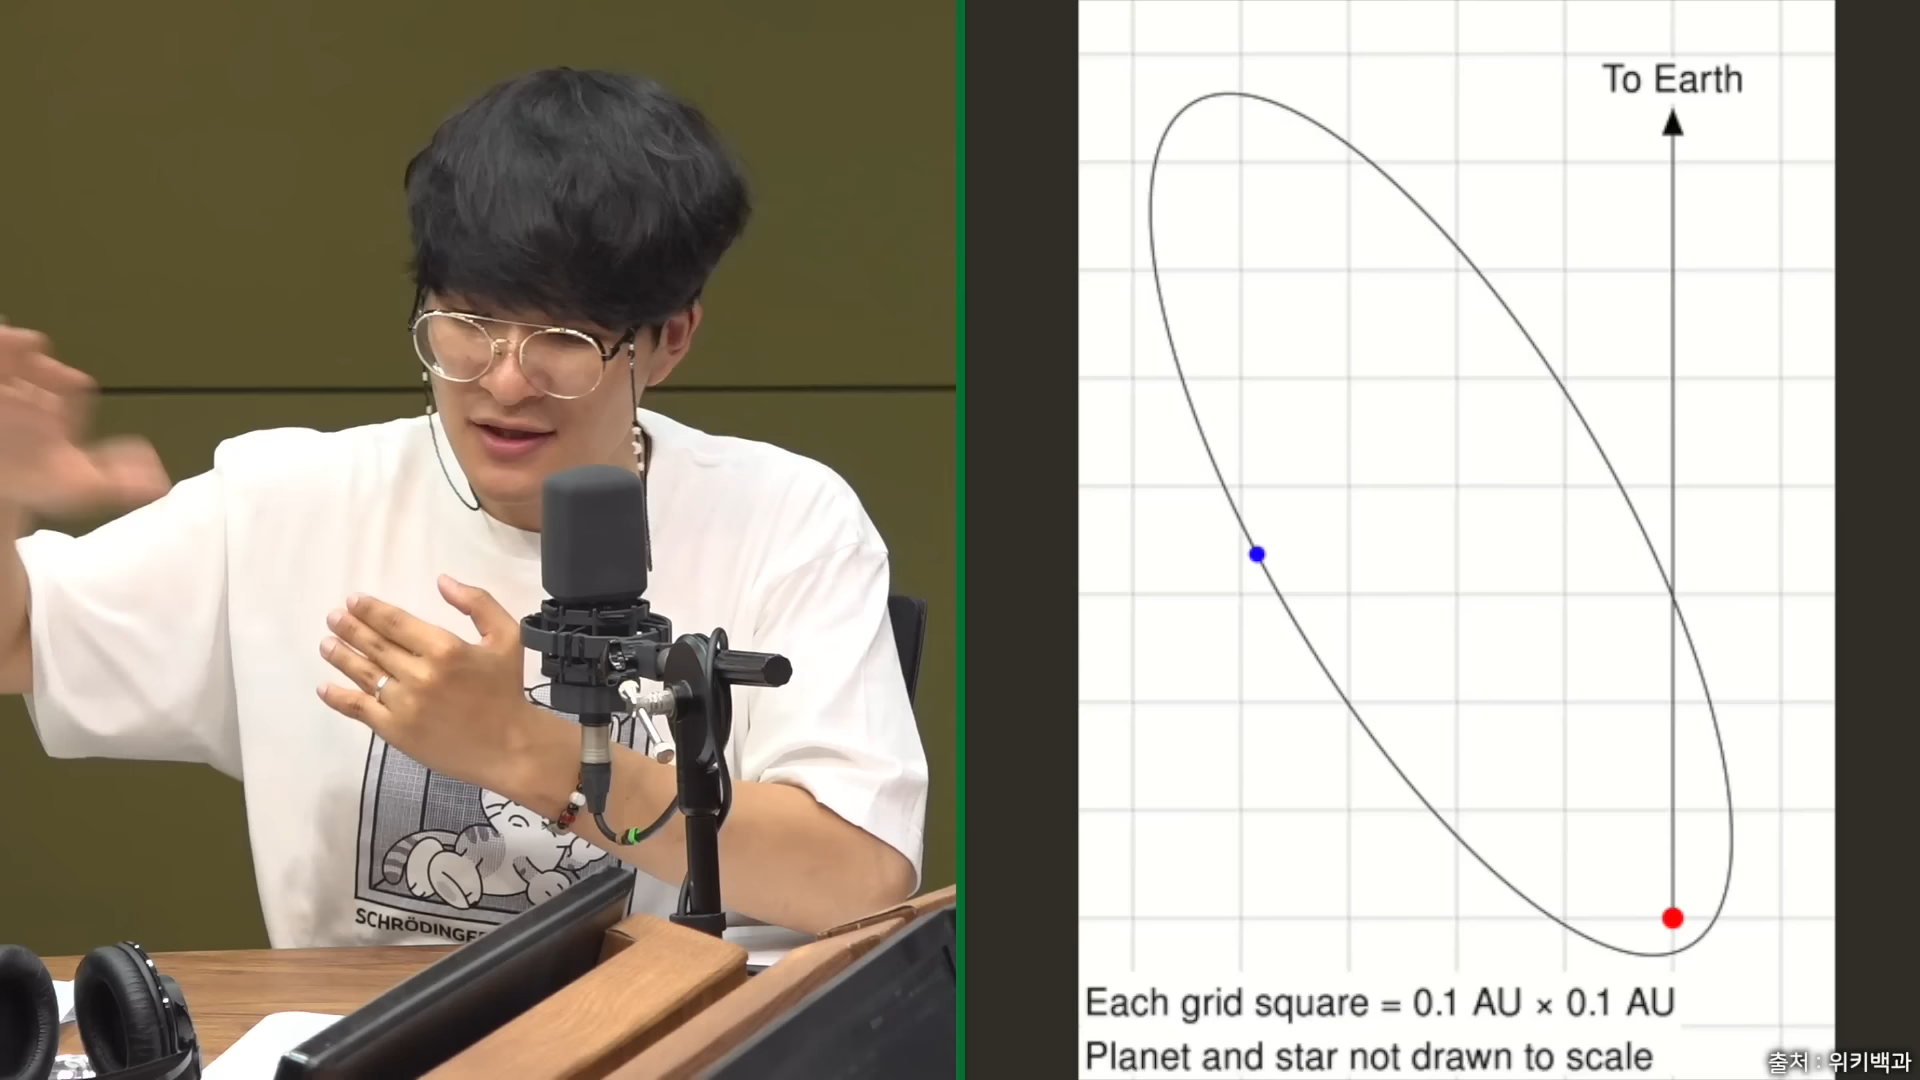 To Earth
SCHRÖDINGE
Each grid square = 0.1 AU × 0.1 AU
Planet and star not drawn to scale
출처 : 위키백과